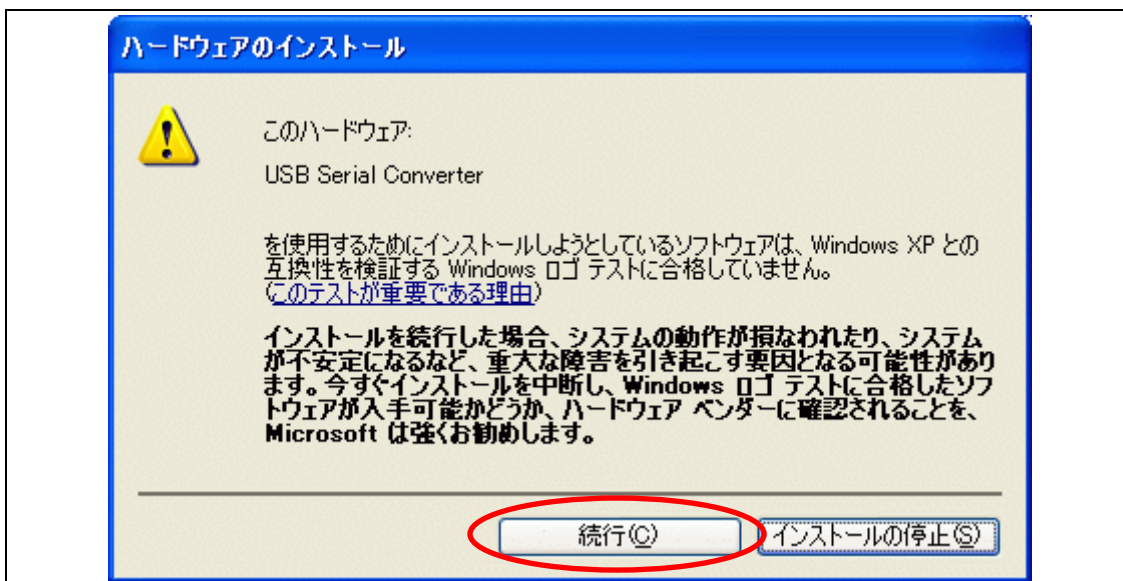 ハードウェアのインストール
このハードウェア:
USB Serial Converter
を使用するためにインストールしようとしているソフトウェアは、Windows XP との
互換性を検証する Windows ロゴ テストに合格していません。
(このテストが重要である理由)
インストールを続行した場合、システムの動作が損なわれたり、システム
が不安定になるなど、重大な障害を引き起こす要因となる可能性があり
ます。今すぐインストールを中断し、Windows ロゴ テストに合格したソフ
トウェアが入手可能かどうか、ハードウェア ベンダーに確認されることを、
Microsoft は強くお勧めします。
続行(C) インストールの停止(S)